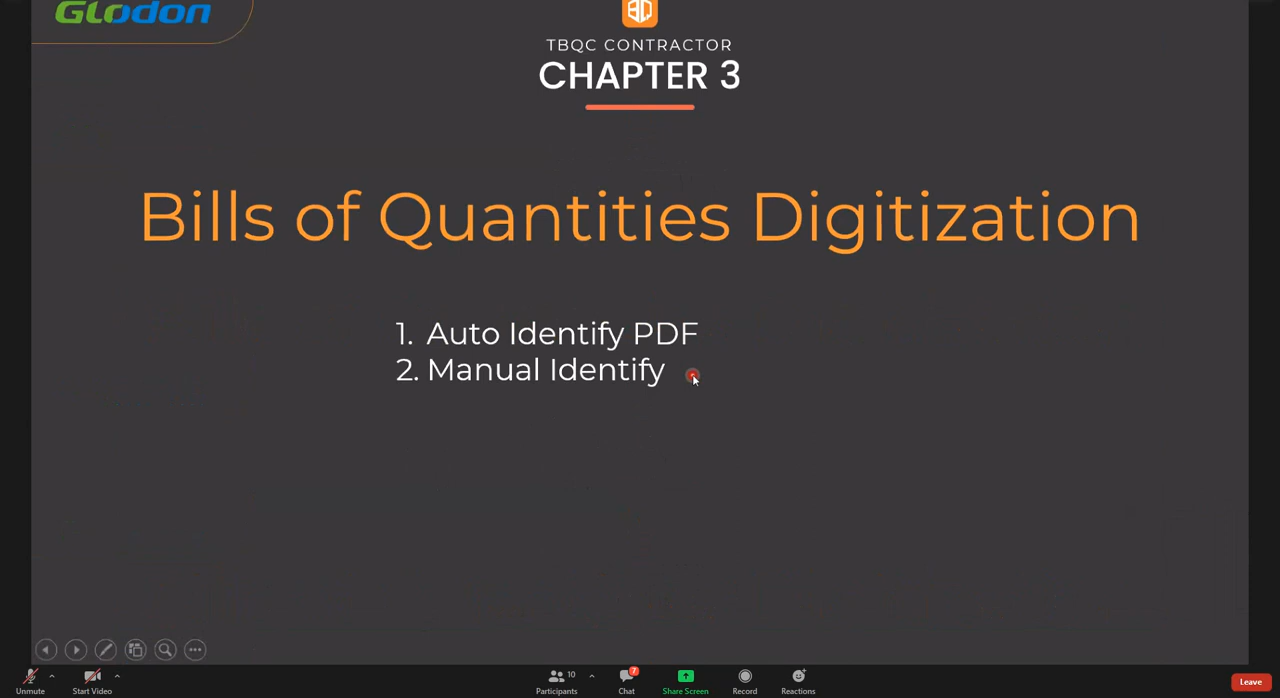 Glodon
BQ
TBQC CONTRACTOR
CHAPTER 3
Bills of Quantities Digitization
1. Auto Identify PDF
2. Manual Identify
Unmute
Start Video
10
Participants
7
Chat
Share Screen
Record
Reactions
Leave